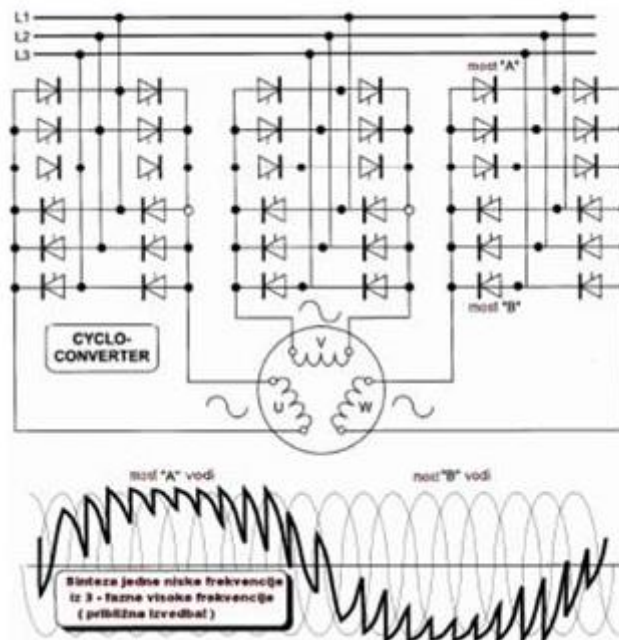 L1
L2
L3
most "A"
most "B"
CYCLO-
CONVERTER
V
U
W
most "A" vodi
most "B" vodi
Sinteza jedne niske frekvencije
iz 3 - fazne visoke frekvencije
( približna izvedba! )